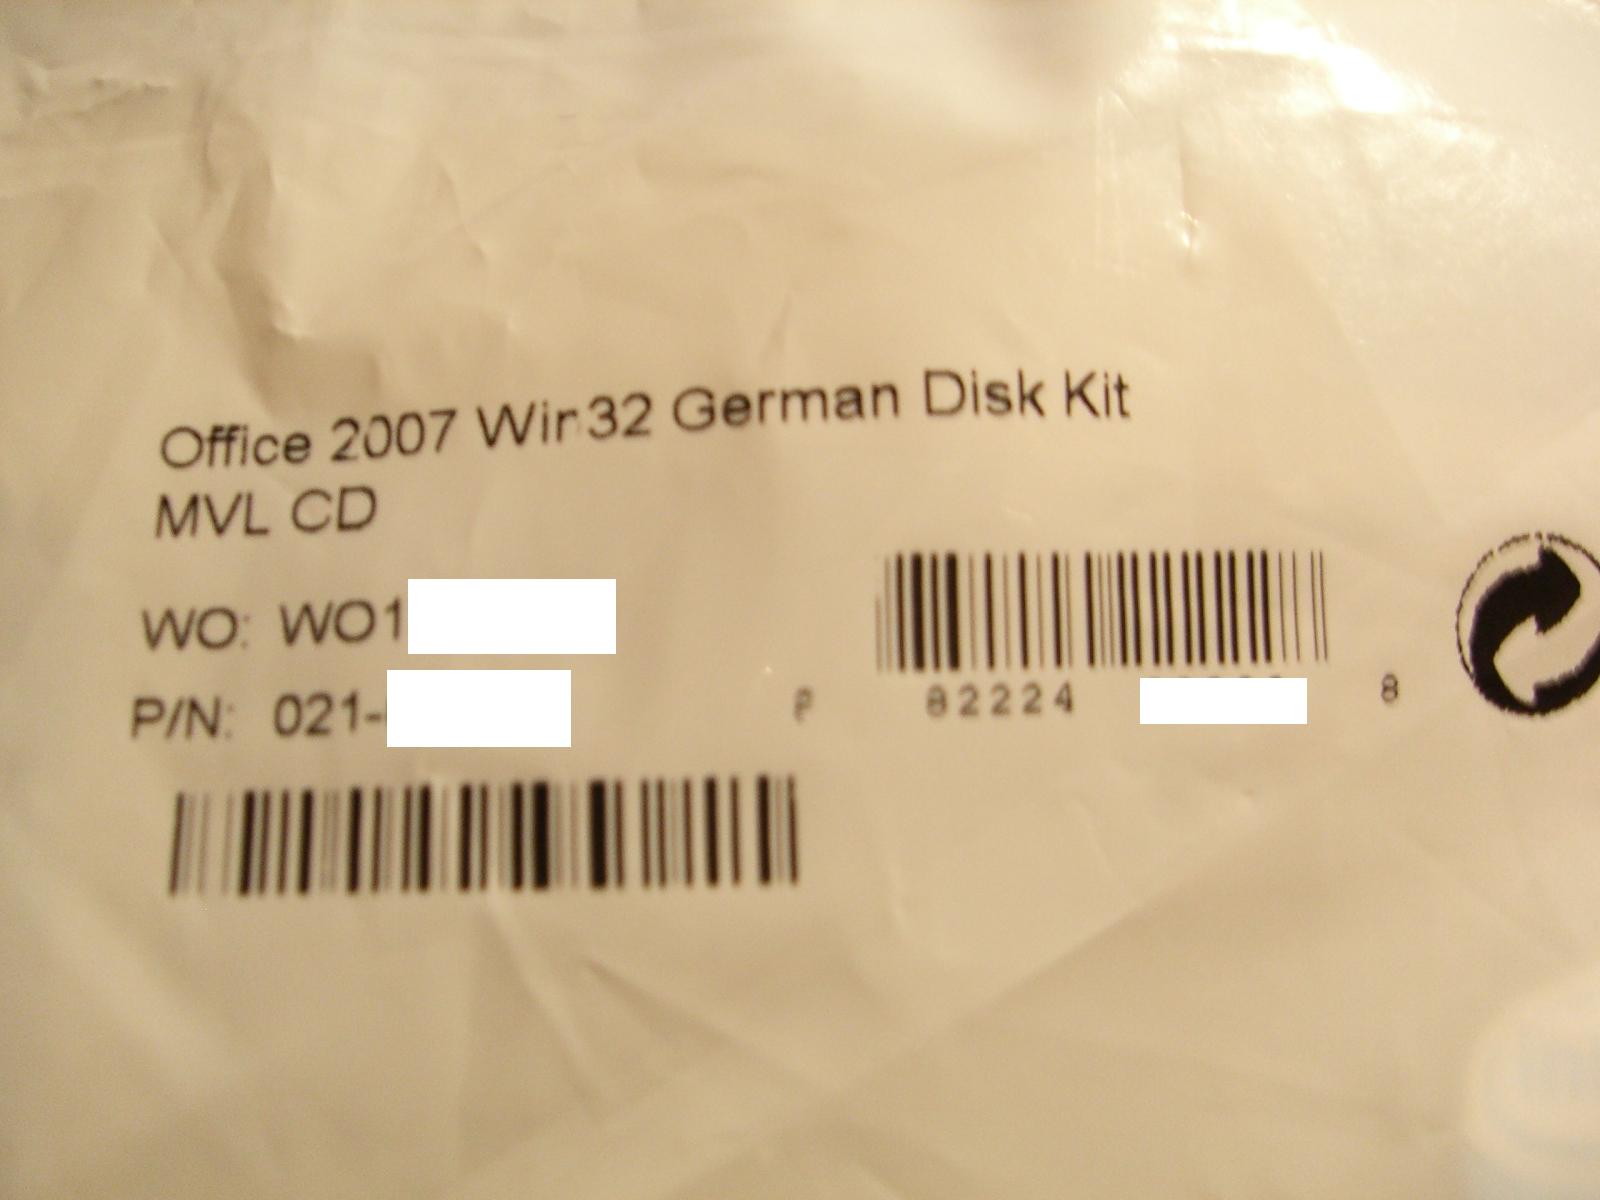 Office 2007 Win32 German Disk Kit
MVL CD
WO: WO1
P/N: 021-
82224 8